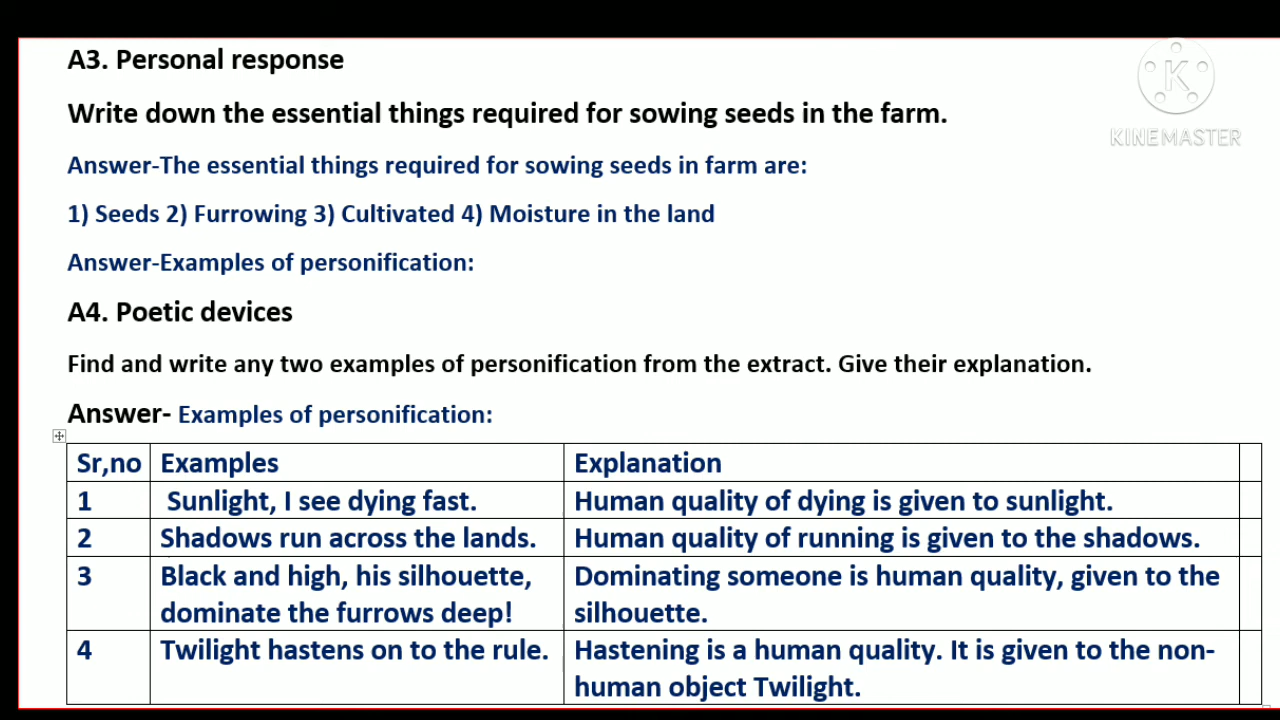 A3. Personal response
KINEMASTER
Write down the essential things required for sowing seeds in the farm.
Answer-The essential things required for sowing seeds in farm are:
1) Seeds 2) Furrowing 3) Cultivated 4) Moisture in the land
Answer-Examples of personification:
A4. Poetic devices
Find and write any two examples of personification from the extract. Give their explanation.
Answer- Examples of personification:
Sr,no Examples Explanation
1 Sunlight, I see dying fast. Human quality of dying is given to sunlight.
2 Shadows run across the lands. Human quality of running is given to the shadows.
3 Black and high, his silhouette, Dominating someone is human quality, given to the
dominate the furrows deep! silhouette.
4 Twilight hastens on to the rule. Hastening is a human quality. It is given to the non-
human object Twilight.